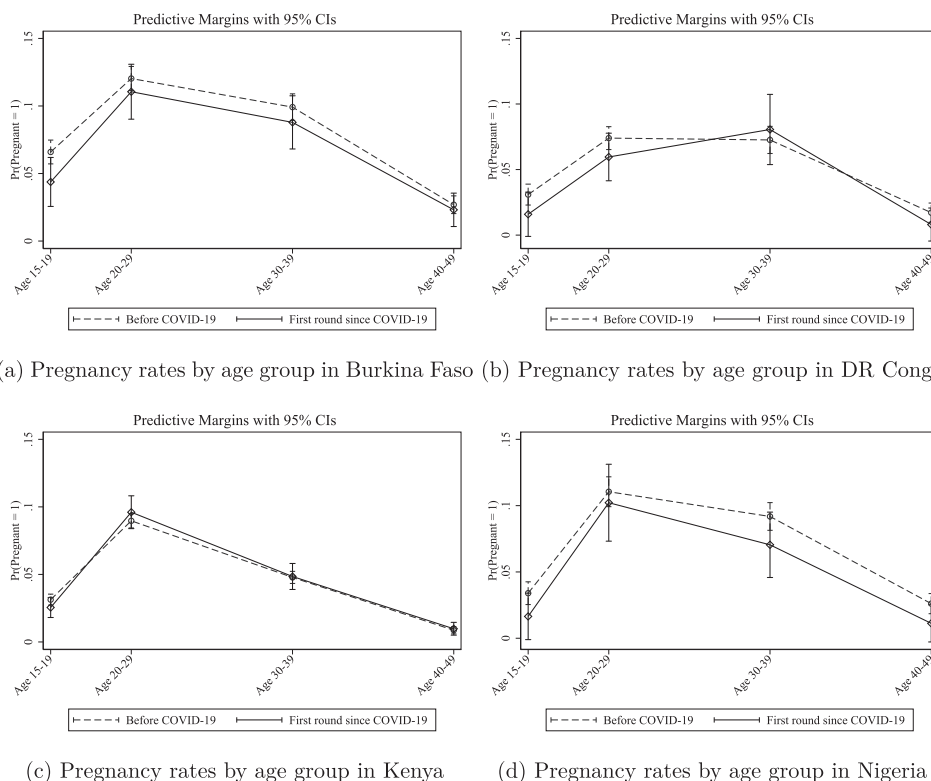 Predictive Margins with 95% CIs
Pr(Pregnant = 1)
.15
.1
.05
0
Age 15-19
Age 20-29
Age 30-39
Age 40-49
Before COVID-19
First round since COVID-19
Predictive Margins with 95% CIs
Pr(Pregnant = 1)
.15
.1
.05
0
Age 15-19
Age 20-29
Age 30-39
Age 40-49
Before COVID-19
First round since COVID-19
a) Pregnancy rates by age group in Burkina Faso (b) Pregnancy rates by age group in DR Cong
Predictive Margins with 95% CIs
Pr(Pregnant = 1)
.15
.1
.05
0
Age 15-19
Age 20-29
Age 30-39
Age 40-49
Before COVID-19
First round since COVID-19
Predictive Margins with 95% CIs
Pr(Pregnant = 1)
.15
.1
.05
0
Age 15-19
Age 20-29
Age 30-39
Age 40-49
Before COVID-19
First round since COVID-19
(c) Pregnancy rates by age group in Kenya (d) Pregnancy rates by age group in Nigeria